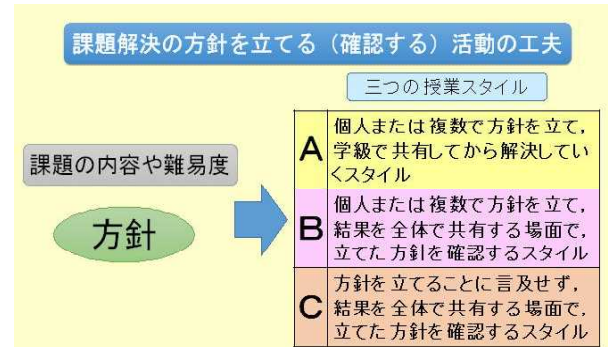 課題解決の方針を立てる（確認する）活動の工夫
三つの授業スタイル
課題の内容や難易度
方針
A
個人または複数で方針を立て，
学級で共有してから解決してい
くスタイル
B
個人または複数で方針を立て，
結果を全体で共有する場面で，
立てた方針を確認するスタイル
C
方針を立てることに言及せず，
結果を全体で共有する場面で，
立てた方針を確認するスタイル